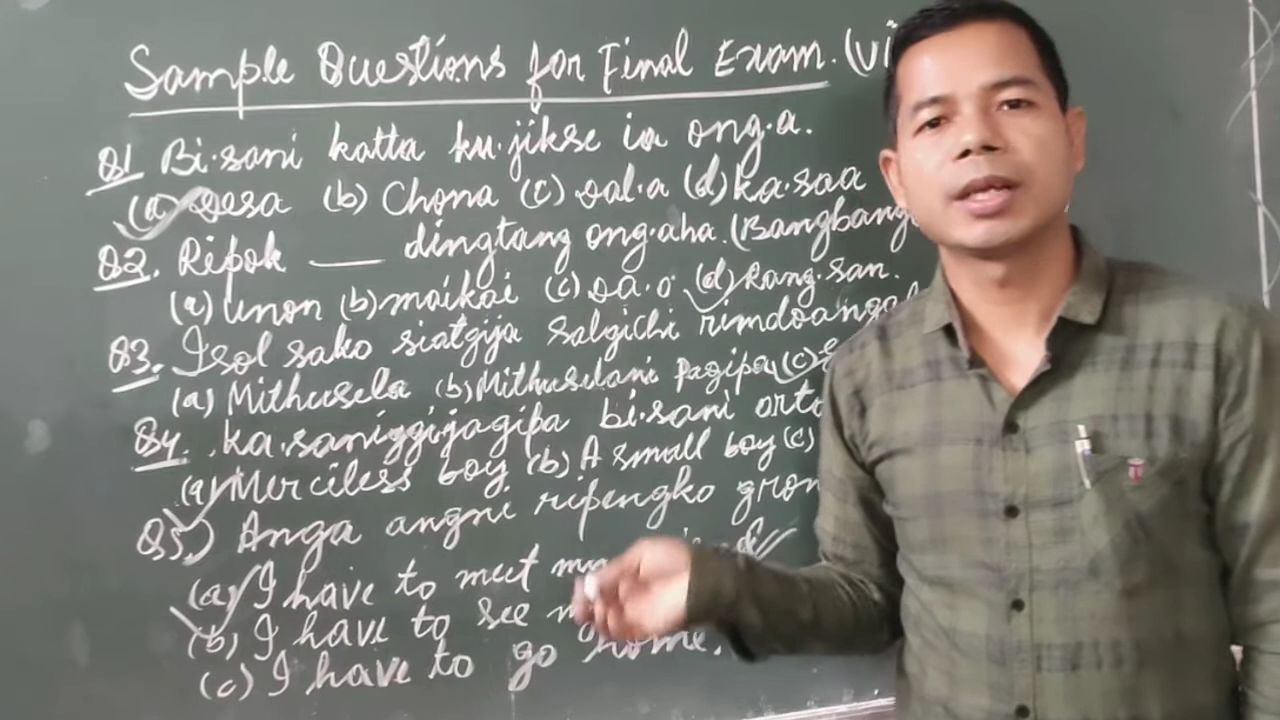 Sample Questions for Final Exam. (vi
Q1 Bi·sani katta ku·jikse ia ong·a.
(a) Desa (b) Chona (c) Dal·a (d) ka·saa
Q2. Ripok ___ dingtang ong·aha. (Bangbang
(a) Unon (b) maikai (c) Da·o (d) Rang·san.
Q3. Isol sako siatgija salgichi rimdoanga
(a) Mithusela (b) Mithuselani Pagipa (c)
Q4. ka·saniggijagipa bi·sani
(a) Merciless boy (b) A small boy (c)
Q5.) Anga angni ripengko
(a) I have to meet my
(b) I have to see
(c) I have to go home.